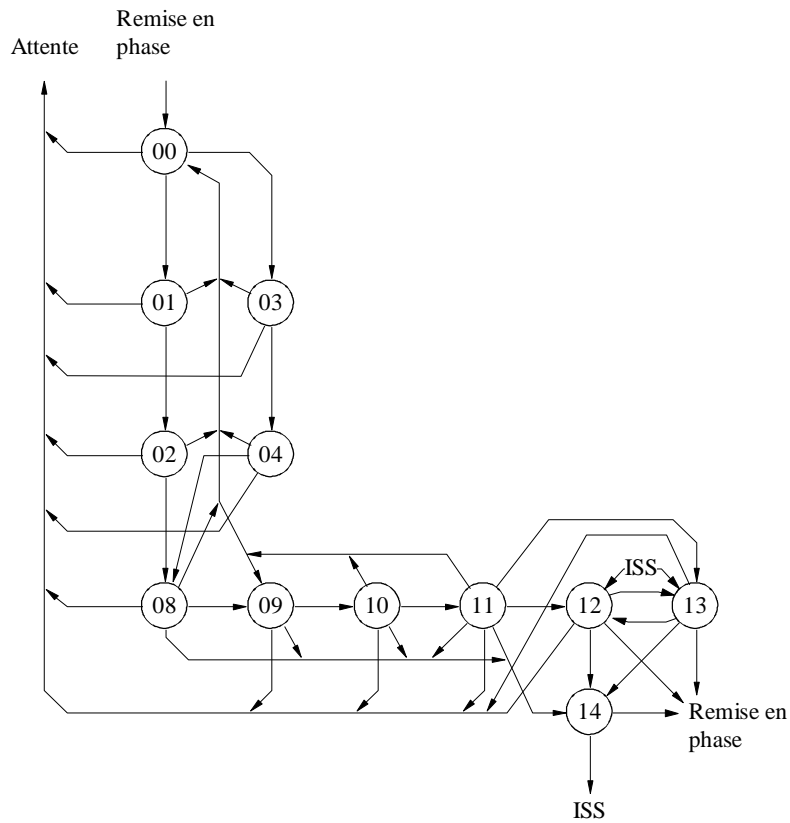 Remise en
phase
Attente
00
01
03
02
04
ISS
08
09
10
11
12
13
14
Remise en
phase
ISS